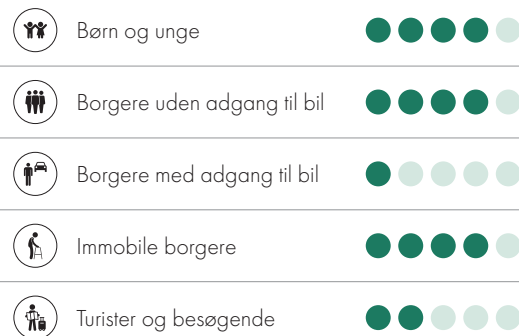 Børn og unge
Borgere uden adgang til bil
Borgere med adgang til bil
Immobile borgere
Turister og besøgende